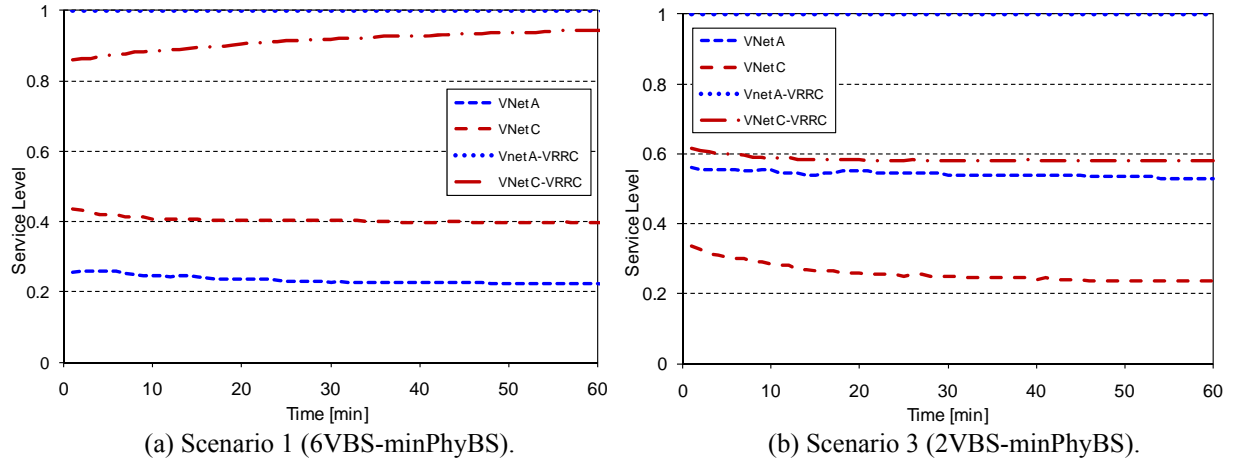 1
0.8
0.6
0.4
0.2
0
Service Level
VNet A
VNet C
Vnet A-VRRC
VNet C-VRRC
0 10 20 30 40 50 60
Time [min]
(a) Scenario 1 (6VBS-minPhyBS).
1
0.8
0.6
0.4
0.2
0
Service Level
VNet A
VNet C
Vnet A-VRRC
VNet C-VRRC
0 10 20 30 40 50 60
Time [min]
(b) Scenario 3 (2VBS-minPhyBS).